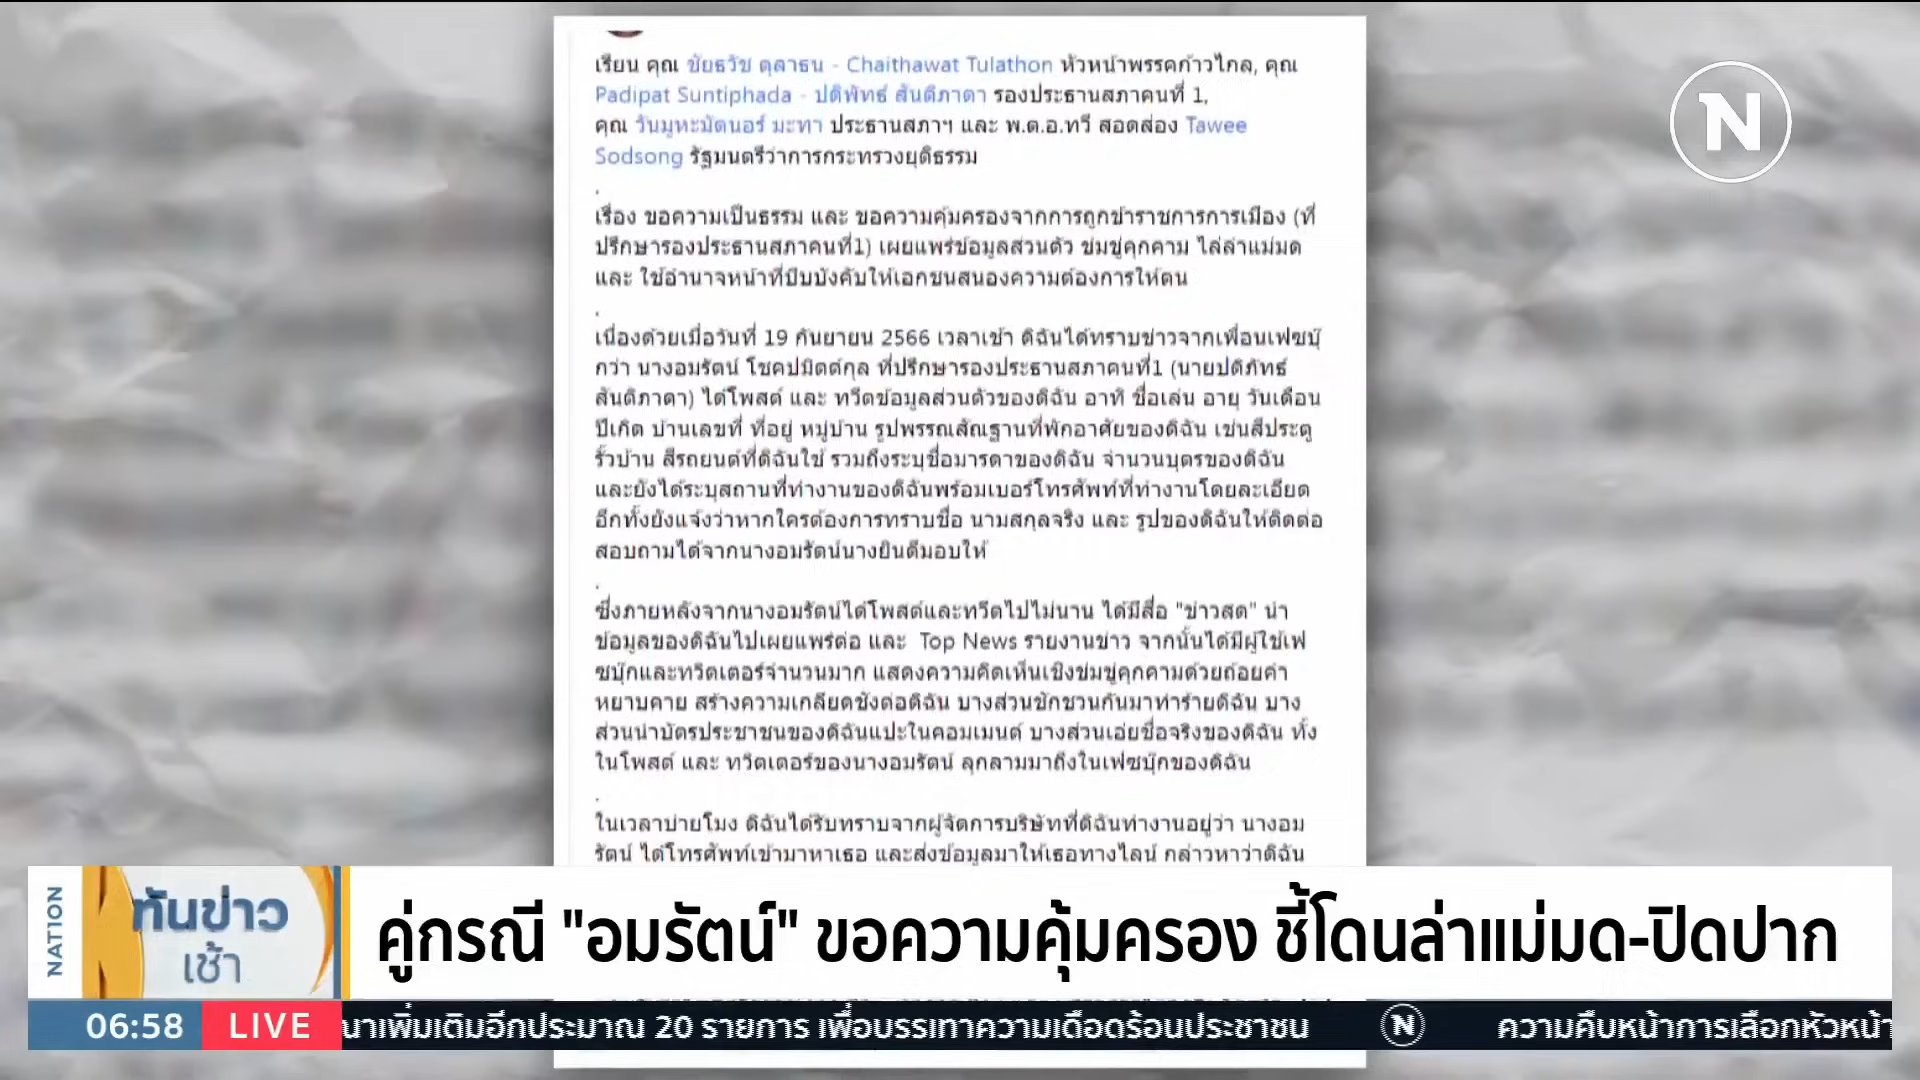 เรียน คุณ ชัยธวัช ตุลาธน - Chaithawat Tulathon หัวหน้าพรรคก้าวไกล, คุณ
Padipat Suntiphada - ปดิพัทธ์ สันติภาดา รองประธานสภาคนที่ 1,
คุณ วันมูหะมัดนอร์ มะทา ประธานสภาฯ และ พ.ต.อ.ทวี สอดส่อง Tawee
Sodsong รัฐมนตรีว่าการกระทรวงยุติธรรม
.
เรื่อง ขอความเป็นธรรม และ ขอความคุ้มครองจากการถูกข้าราชการการเมือง (ที่
ปรึกษารองประธานสภาคนที่1) เผยแพร่ข้อมูลส่วนตัว ข่มขู่คุกคาม ไล่ล่าแม่มด
และ ใช้อำนาจหน้าที่บีบบังคับให้เอกชนสนองความต้องการให้ตน
.
เนื่องด้วยเมื่อวันที่ 19 กันยายน 2566 เวลาเช้า ดิฉันได้ทราบข่าวจากเพื่อนเฟซบุ๊
กว่า นางอมรัตน์ โชคปมิตต์กุล ที่ปรึกษารองประธานสภาคนที่1 (นายปดิภัทธ์
สันติภาดา) ได้โพสต์ และ ทวีตข้อมูลส่วนตัวของดิฉัน อาทิ ชื่อเล่น อายุ วันเดือน
ปีเกิด บ้านเลขที่ ที่อยู่ หมู่บ้าน รูปพรรณสัณฐานที่พักอาศัยของดิฉัน เช่นสีประตู
รั้วบ้าน สีรถยนต์ที่ดิฉันใช้ รวมถึงระบุชื่อมารดาของดิฉัน จำนวนบุตรของดิฉัน
และยังได้ระบุสถานที่ทำงานของดิฉันพร้อมเบอร์โทรศัพท์ที่ทำงานโดยละเอียด
อีกทั้งยังแจ้งว่าหากใครต้องการทราบชื่อ นามสกุลจริง และ รูปของดิฉันให้ติดต่อ
สอบถามได้จากนางอมรัตน์นางยินดีมอบให้
.
ซึ่งภายหลังจากนางอมรัตน์ได้โพสต์และทวีตไปไม่นาน ได้มีสื่อ "ข่าวสด" นำ
ข้อมูลของดิฉันไปเผยแพร่ต่อ และ Top News รายงานข่าว จากนั้นได้มีผู้ใช้เฟ
ซบุ๊กและทวิตเตอร์จำนวนมาก แสดงความคิดเห็นเชิงข่มขู่คุกคามด้วยถ้อยคำ
หยาบคาย สร้างความเกลียดชังต่อดิฉัน บางส่วนชักชวนกันมาทำร้ายดิฉัน บาง
ส่วนนำบัตรประชาชนของดิฉันแปะในคอมเมนต์ บางส่วนเอ่ยชื่อจริงของดิฉัน ทั้ง
ในโพสต์ และ ทวิตเตอร์ของนางอมรัตน์ ลุกลามมาถึงในเฟซบุ๊กของดิฉัน
.
ในเวลาบ่ายโมง ดิฉันได้รับทราบจากผู้จัดการบริษัทที่ดิฉันทำงานอยู่ว่า นางอม
รัตน์ ได้โทรศัพท์เข้ามาหาเธอ และส่งข้อมูลมาให้เธอทางไลน์ กล่าวหาว่าดิฉัน
N
NATION
ทันข่าว
เช้า
คู่กรณี "อมรัตน์" ขอความคุ้มครอง ชี้โดนล่าแม่มด-ปิดปาก
06:58 LIVE
นาเพิ่มเติมอีกประมาณ 20 รายการ เพื่อบรรเทาความเดือดร้อนประชาชน N ความคืบหน้าการเลือกหัวหน้า